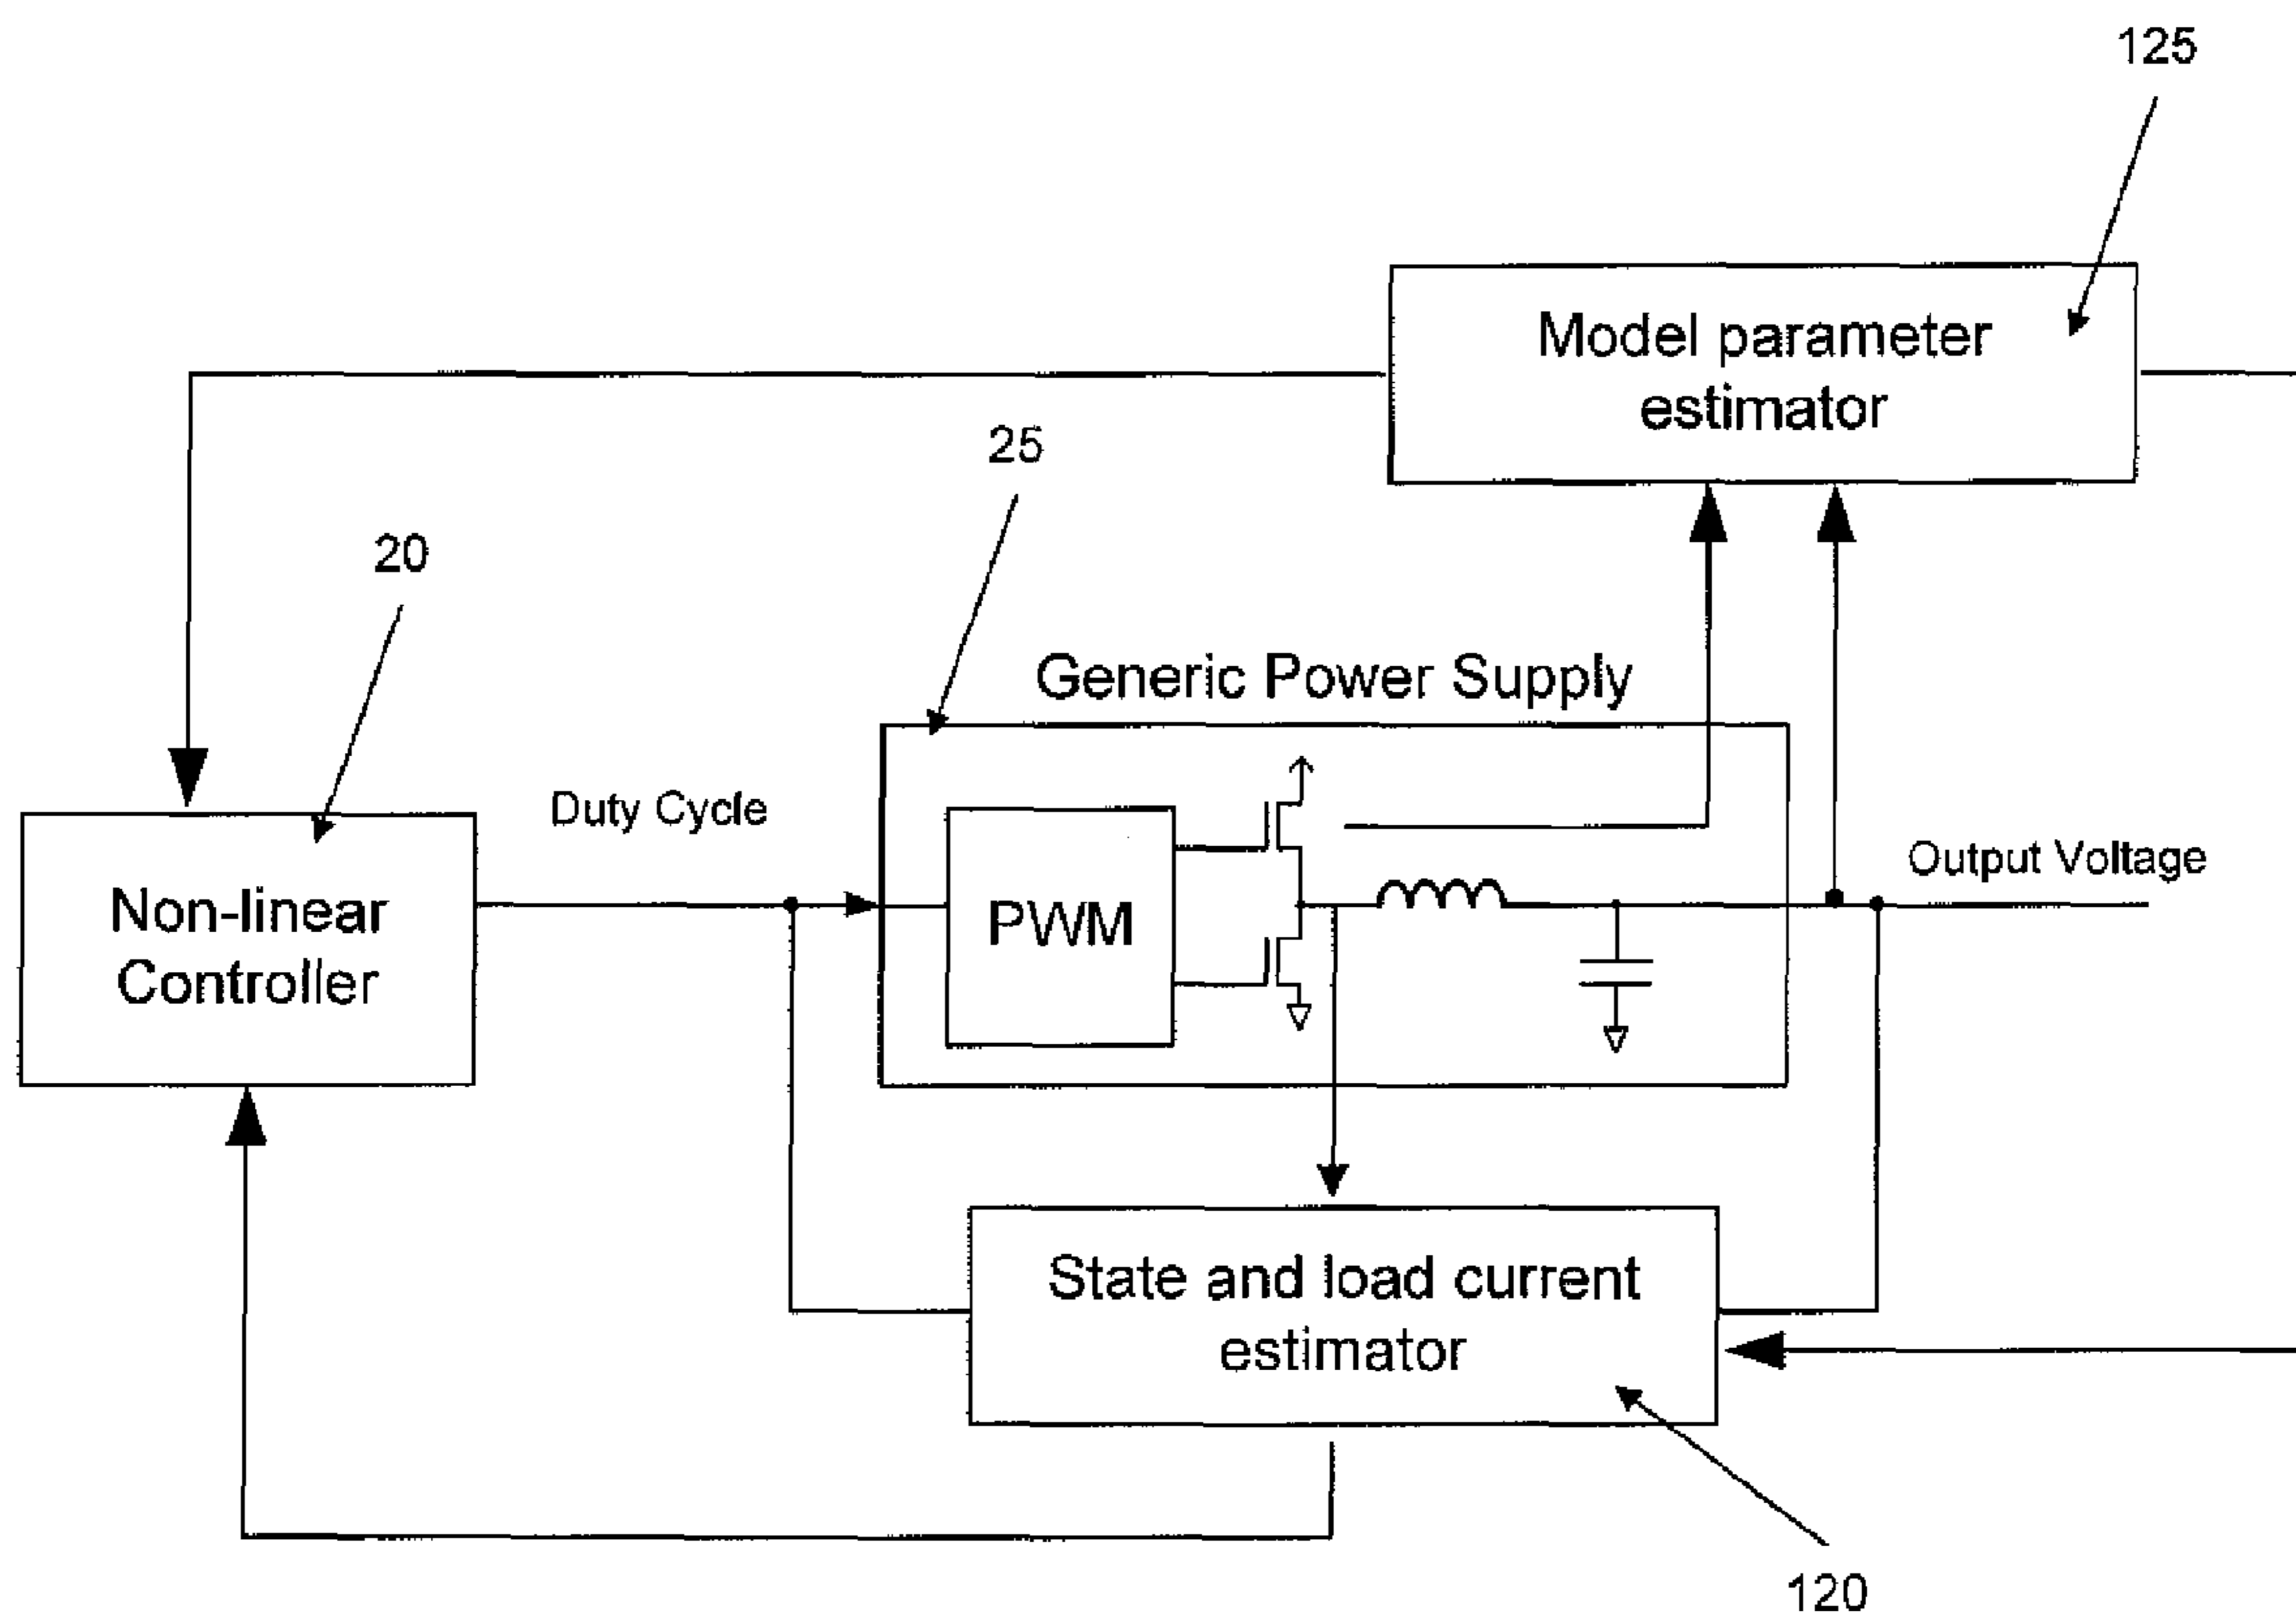 125
Model parameter
estimator
25
20
Generic Power Supply
Duty Cycle
Output Voltage
Non-linear
Controller
PWM
State and load current
estimator
120